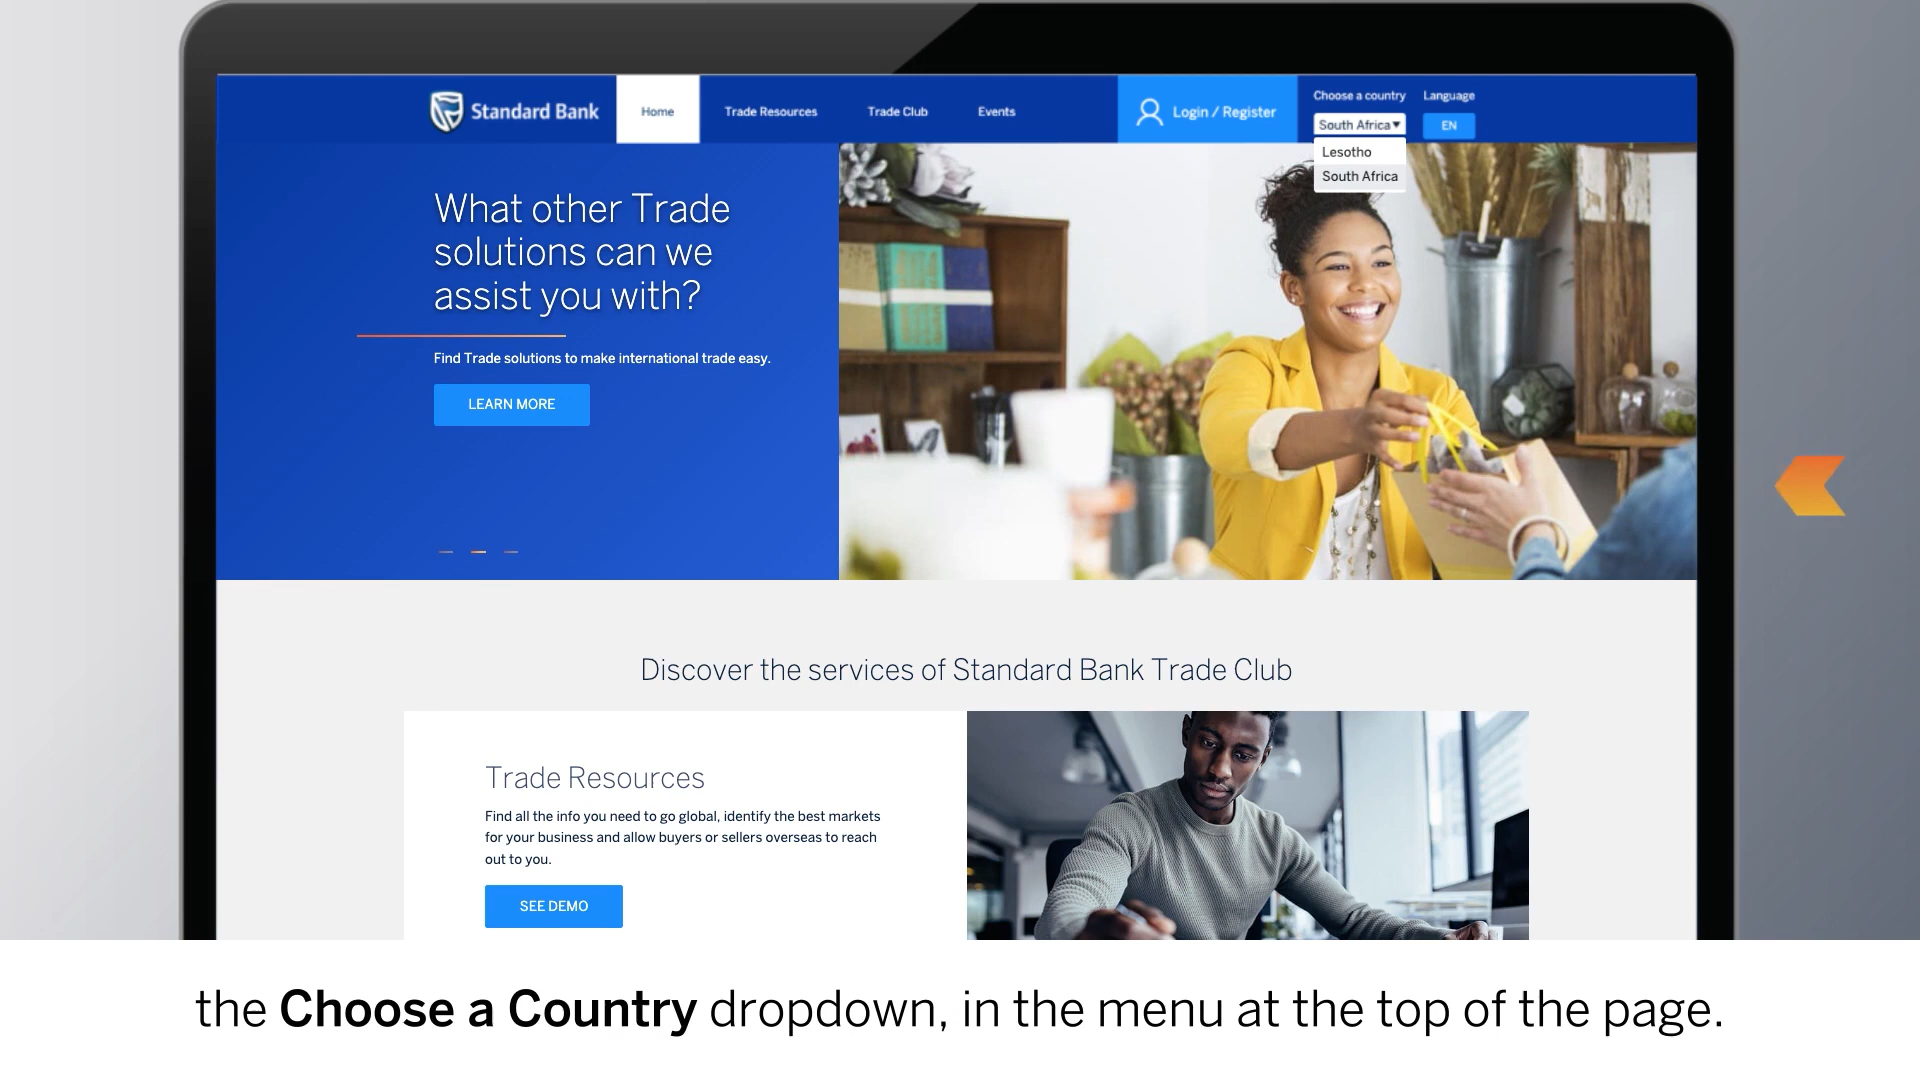 Standard Bank
Home
Trade Resources
Trade Club
Events
Login / Register
Choose a country
Language
South Africa
EN
Lesotho
South Africa
What other Trade
solutions can we
assist you with?
Find Trade solutions to make international trade easy.
LEARN MORE
Discover the services of Standard Bank Trade Club
Trade Resources
Find all the info you need to go global, identify the best markets
for your business and allow buyers or sellers overseas to reach
out to you.
SEE DEMO
the Choose a Country dropdown, in the menu at the top of the page.